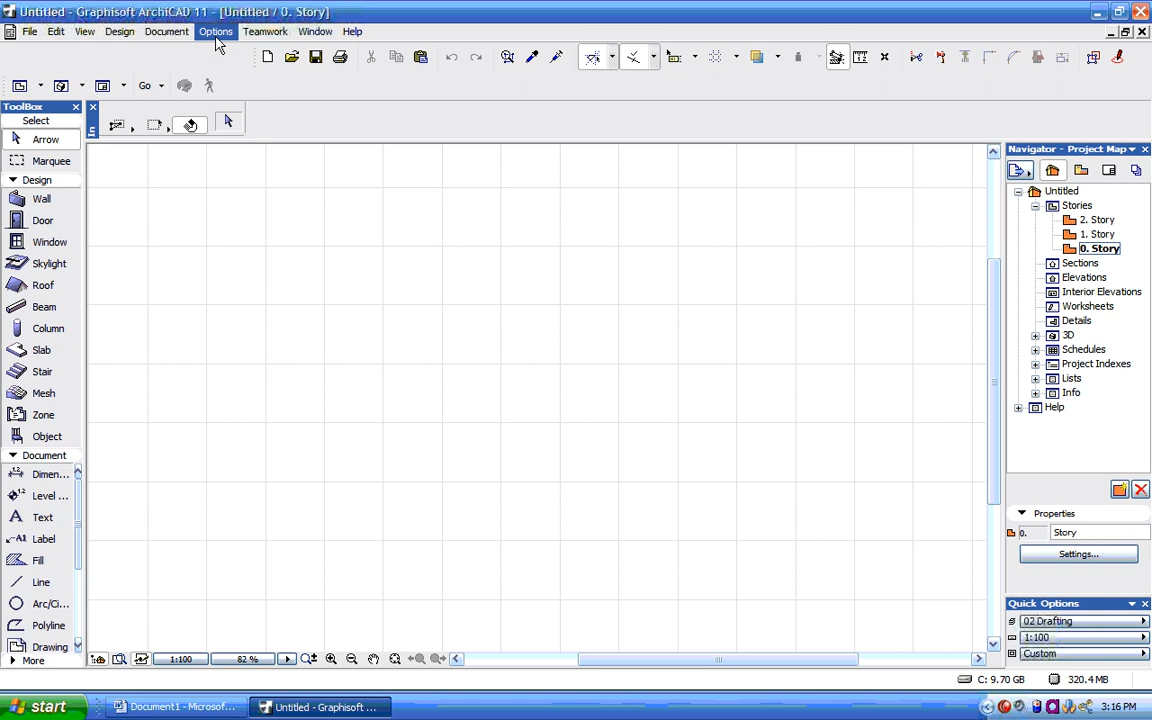 Untitled - Graphisoft ArchiCAD 11 - [Untitled / 0. Story]
File Edit View Design Document Options Teamwork Window Help
Go
ToolBox
Select
Arrow
Marquee
Design
Wall
Door
Window
Skylight
Roof
Beam
Column
Slab
Stair
Mesh
Zone
Object
Document
Dimen...
Level ...
Text
Label
Fill
Line
Arc/Ci...
Polyline
Drawing
More
In
Navigator - Project Map
Untitled
Stories
2. Story
1. Story
0. Story
Sections
Elevations
Interior Elevations
Worksheets
Details
3D
Schedules
Project Indexes
Lists
Info
Help
Properties
0. Story
Settings...
Quick Options
02 Drafting
1:100
Custom
1:100 82 %
C: 9.70 GB 320.4 MB
start Document1 - Microsof... Untitled - Graphisoft ... 3:16 PM